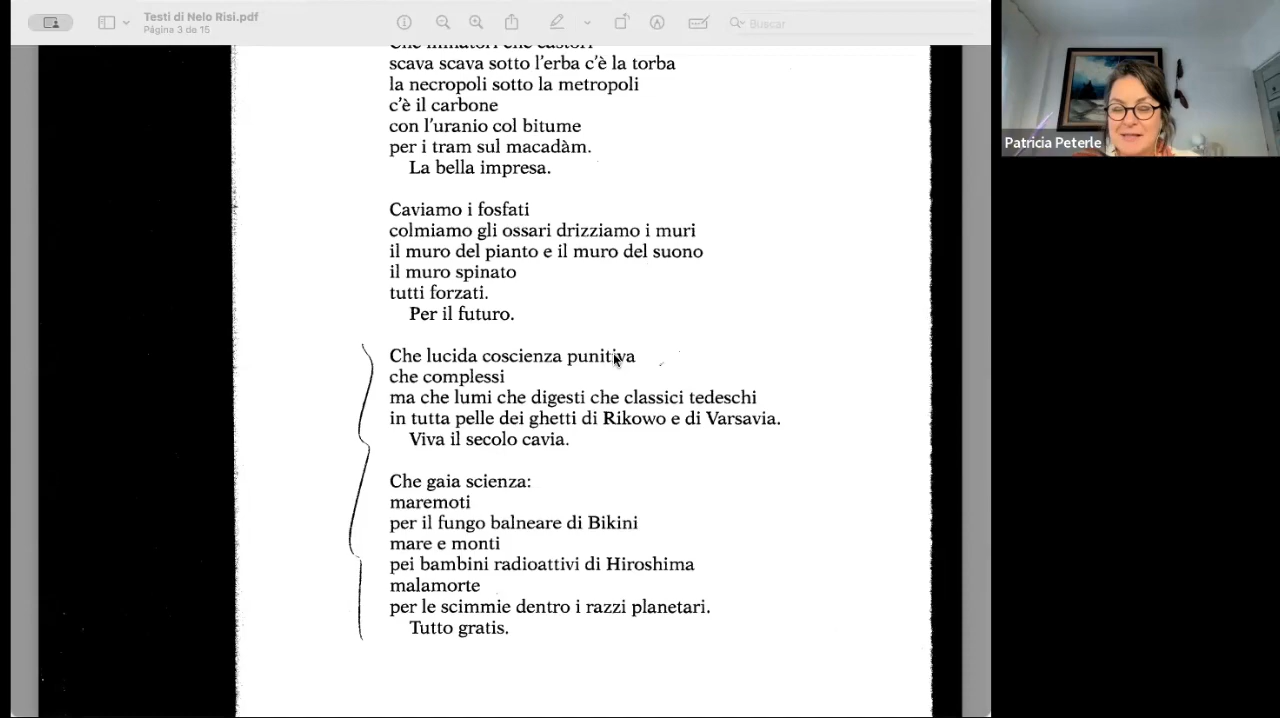 Testi di Nelo Risi.pdf
Página 3 de 15
Buscar
Che minatori che castori
scava scava sotto l'erba c'è la torba
la necropoli sotto la metropoli
c'è il carbone
con l'uranio col bitume
per i tram sul macadàm.
La bella impresa.
Caviamo i fosfati
colmiamo gli ossari drizziamo i muri
il muro del pianto e il muro del suono
il muro spinato
tutti forzati.
Per il futuro.
Che lucida coscienza punitiva
che complessi
ma che lumi che digesti che classici tedeschi
in tutta pelle dei ghetti di Rikowo e di Varsavia.
Viva il secolo cavia.
Che gaia scienza:
maremoti
per il fungo balneare di Bikini
mare e monti
pei bambini radioattivi di Hiroshima
malamorte
per le scimmie dentro i razzi planetari.
Tutto gratis.
Patricia Peterle